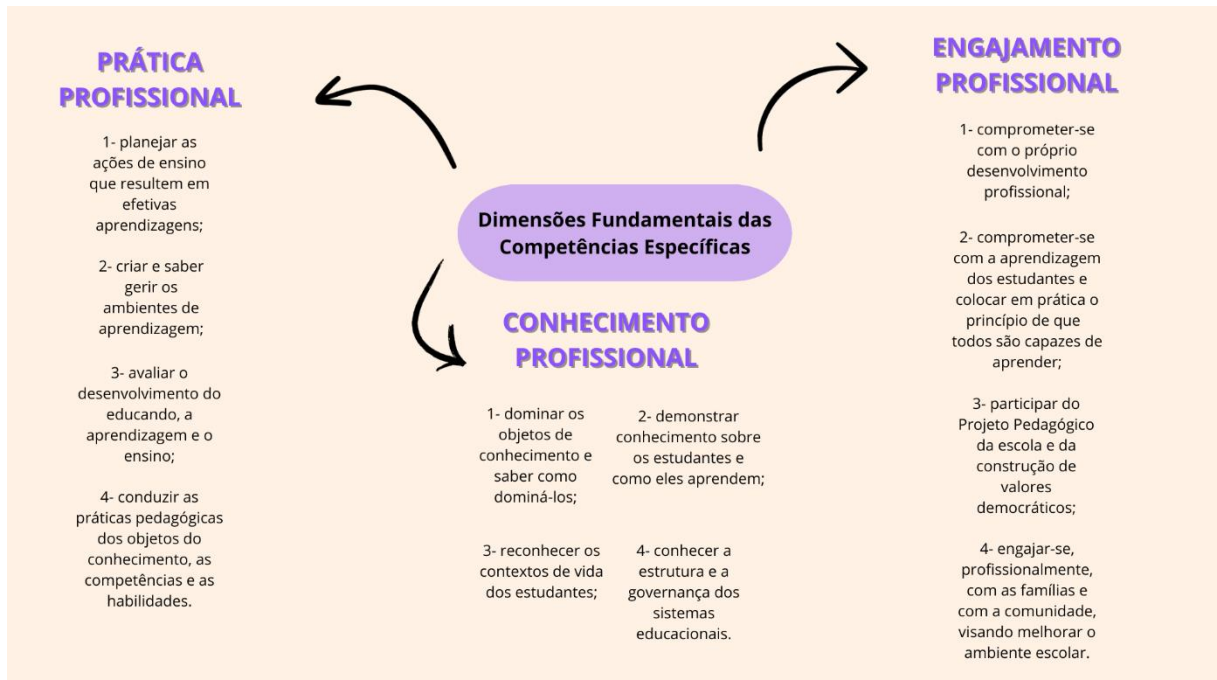 PRÁTICA
PROFISSIONAL
1- planejar as
ações de ensino
que resultem em
efetivas
aprendizagens;
2- criar e saber
gerir os
ambientes de
aprendizagem;
3- avaliar o
desenvolvimento do
educando, a
aprendizagem e o
ensino;
4- conduzir as
práticas pedagógicas
dos objetos do
conhecimento, as
competências e as
habilidades.
Dimensões Fundamentais das
Competências Específicas
CONHECIMENTO
PROFISSIONAL
1- dominar os
objetos de
conhecimento e
saber como
dominá-los;
2- demonstrar
conhecimento sobre
os estudantes e
como eles aprendem;
3- reconhecer os
contextos de vida
dos estudantes;
4- conhecer a
estrutura e a
governança dos
sistemas
educacionais.
ENGAJAMENTO
PROFISSIONAL
1- comprometer-se
com o próprio
desenvolvimento
profissional;
2- comprometer-se
com a aprendizagem
dos estudantes e
colocar em prática o
princípio de que
todos são capazes de
aprender;
3- participar do
Projeto Pedagógico
da escola e da
construção de
valores
democráticos;
4- engajar-se,
profissionalmente,
com as famílias e
com a comunidade,
visando melhorar o
ambiente escolar.